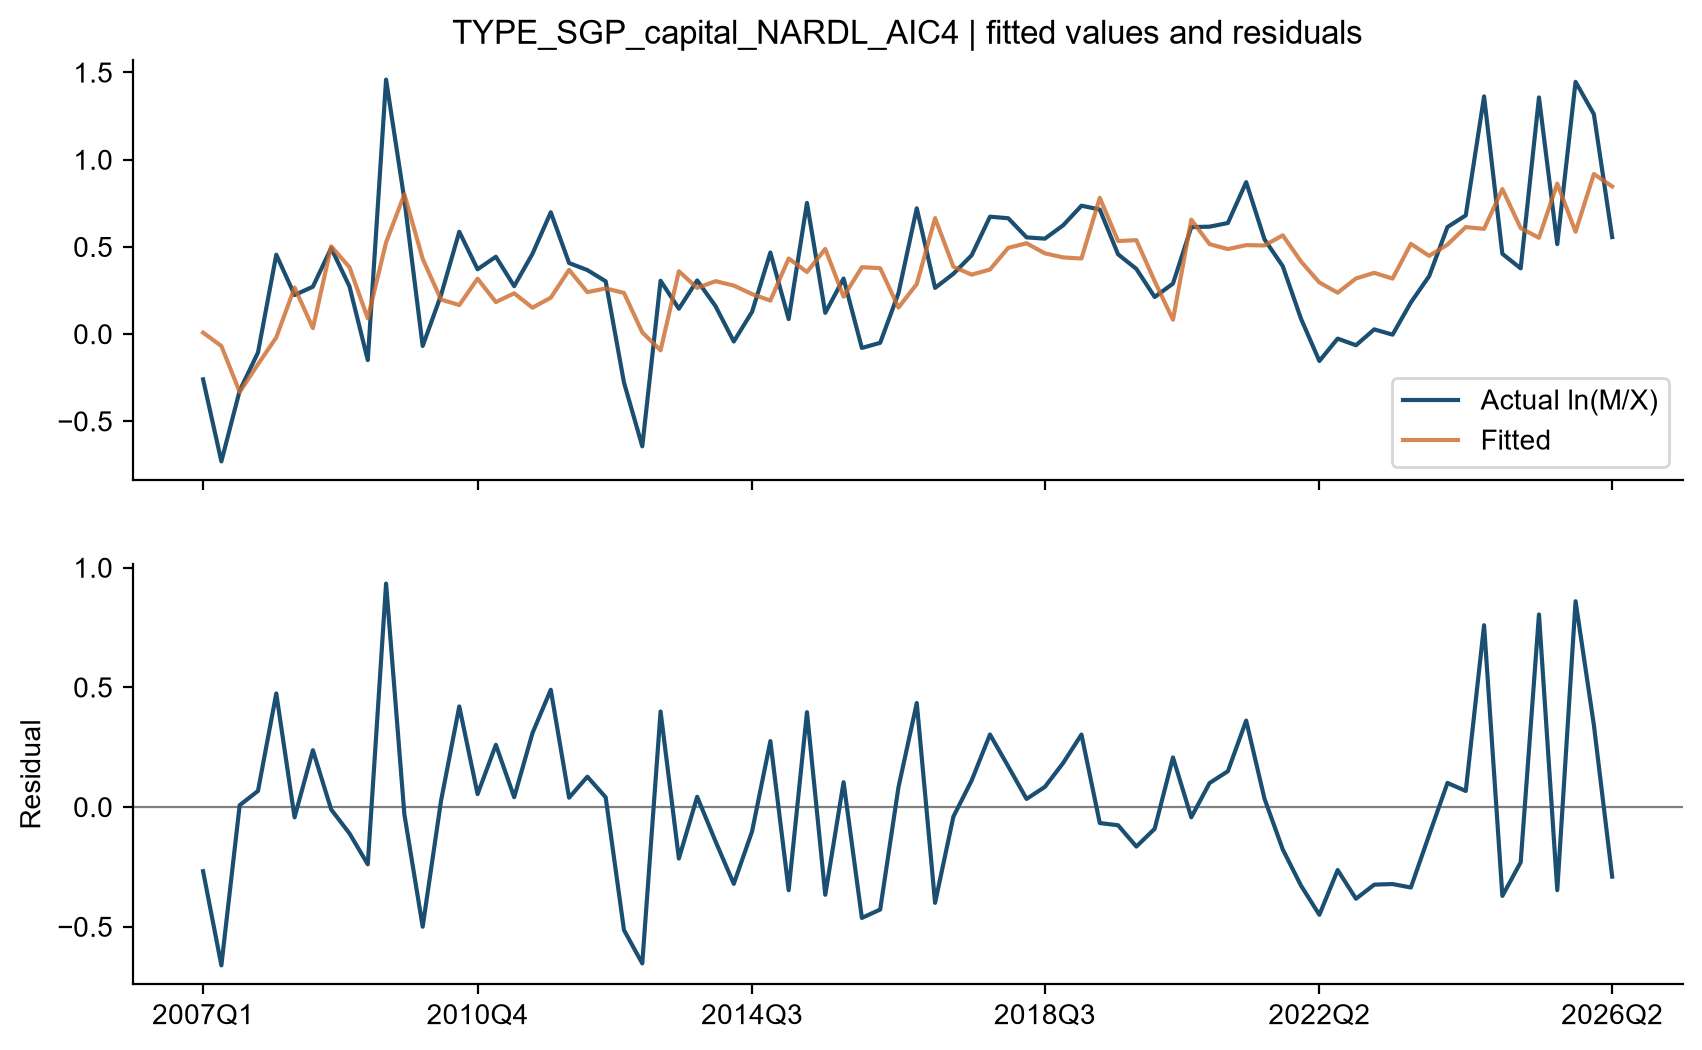 TYPE_SGP_capital_NARDL_AIC4 | fitted values and residuals
1.5
1.0
0.5
0.0
−0.5
Actual ln(M/X)
Fitted
1.0
0.5
0.0
−0.5
Residual
2007Q1 2010Q4 2014Q3 2018Q3 2022Q2 2026Q2